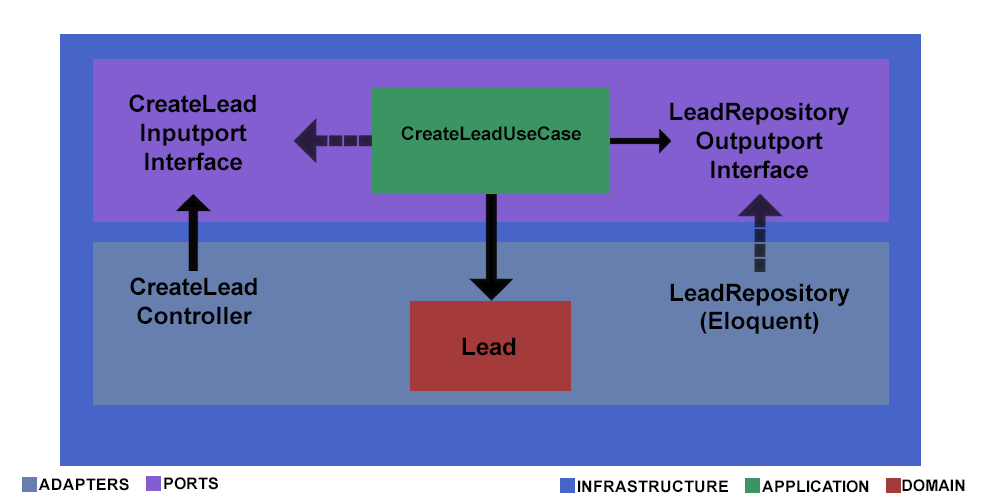 CreateLead
Inputport
Interface
CreateLeadUseCase
LeadRepository
Outputport
Interface
CreateLead
Controller
Lead
LeadRepository
(Eloquent)
ADAPTERS
PORTS
INFRASTRUCTURE
APPLICATION
DOMAIN